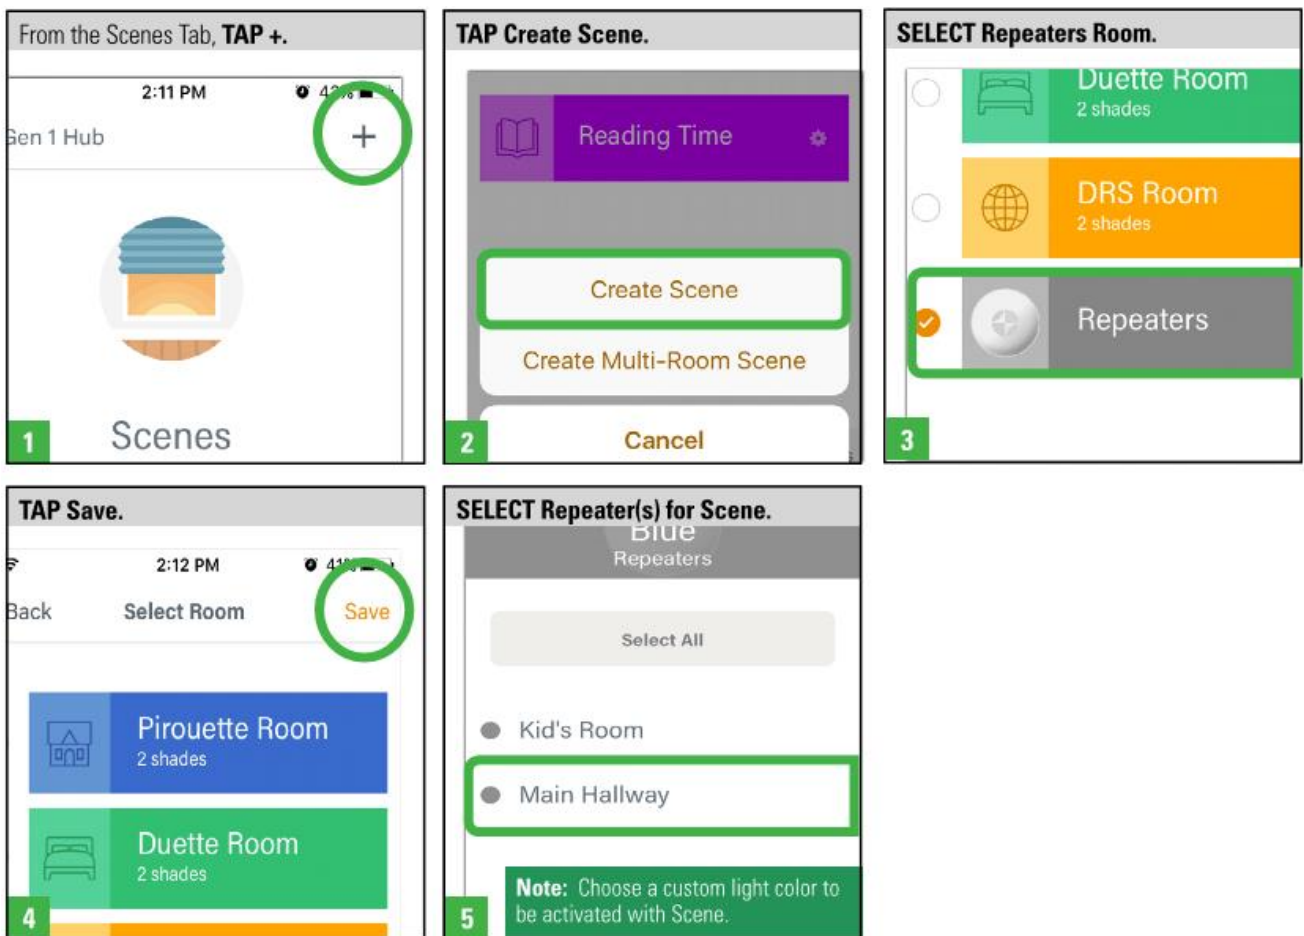 From the Scenes Tab, TAP +.
2:11 PM
Gen 1 Hub
+
Scenes
1
TAP Create Scene.
Reading Time
Create Scene
Create Multi-Room Scene
Cancel
2
SELECT Repeaters Room.
Duette Room
2 shades
DRS Room
2 shades
Repeaters
3
TAP Save.
2:12 PM
Back Select Room Save
Pirouette Room
2 shades
Duette Room
2 shades
4
SELECT Repeater(s) for Scene.
Blue
Repeaters
Select All
Kid's Room
Main Hallway
Note: Choose a custom light color to
be activated with Scene.
5